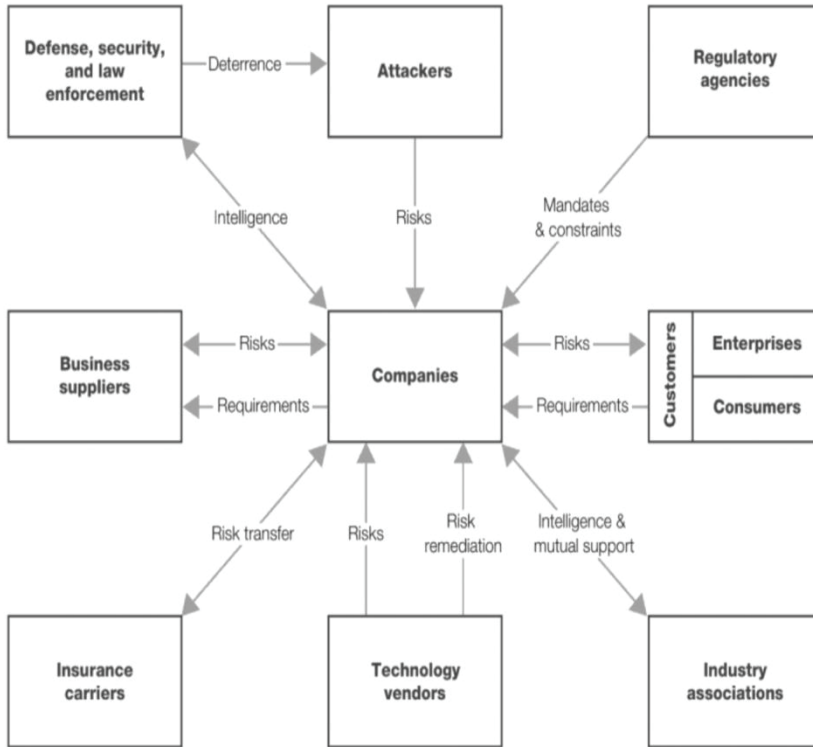 Defense, security,
and law
enforcement
Deterrence
Attackers
Regulatory
agencies
Intelligence
Risks
Mandates
& constraints
Business
suppliers
Risks
Requirements
Companies
Risks
Requirements
Customers
Enterprises
Consumers
Risk transfer
Risks
Risk
remediation
Intelligence &
mutual support
Insurance
carriers
Technology
vendors
Industry
associations